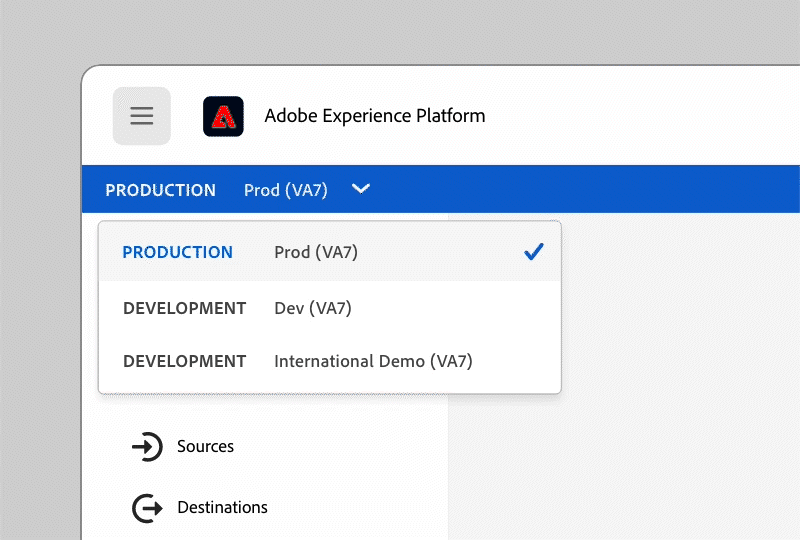 Adobe Experience Platform
PRODUCTION Prod (VA7)
PRODUCTION Prod (VA7)
DEVELOPMENT Dev (VA7)
DEVELOPMENT International Demo (VA7)
Sources
Destinations